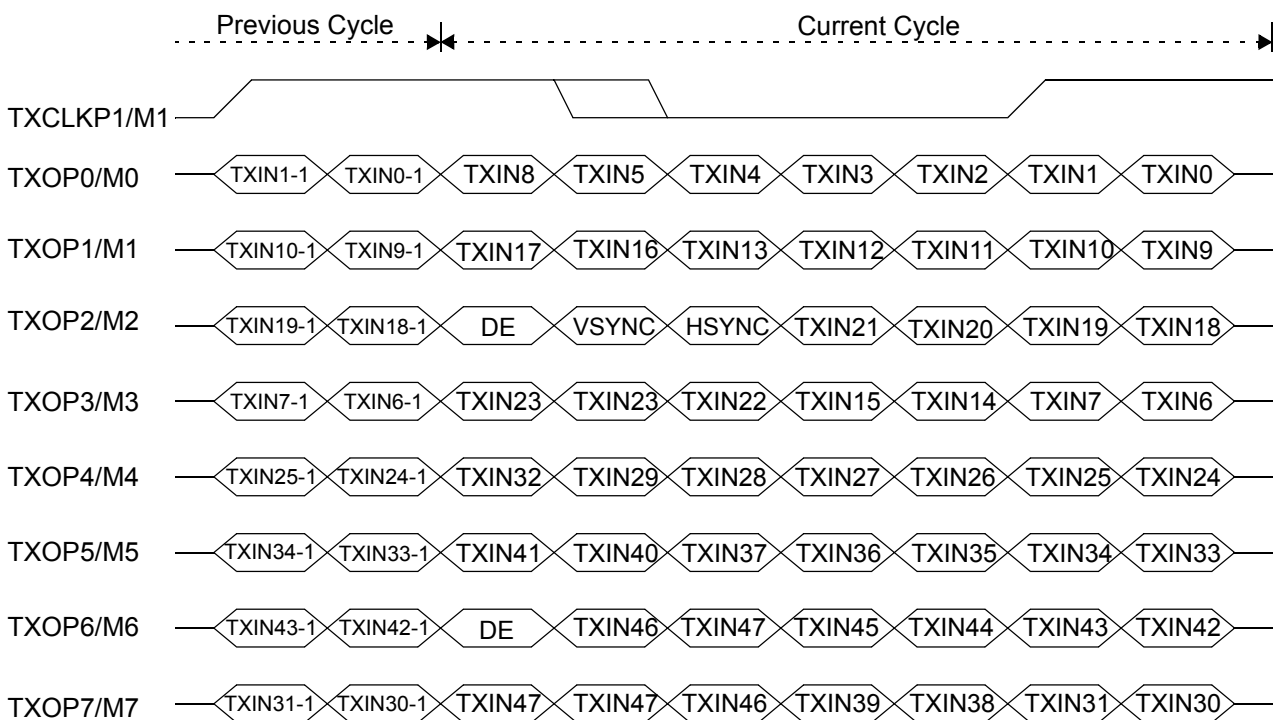 Previous Cycle Current Cycle
TXCLKP1/M1
TXOP0/M0 TXIN1-1 TXIN0-1 TXIN8 TXIN5 TXIN4 TXIN3 TXIN2 TXIN1 TXIN0
TXOP1/M1 TXIN10-1 TXIN9-1 TXIN17 TXIN16 TXIN13 TXIN12 TXIN11 TXIN10 TXIN9
TXOP2/M2 TXIN19-1 TXIN18-1 DE VSYNC HSYNC TXIN21 TXIN20 TXIN19 TXIN18
TXOP3/M3 TXIN7-1 TXIN6-1 TXIN23 TXIN23 TXIN22 TXIN15 TXIN14 TXIN7 TXIN6
TXOP4/M4 TXIN25-1 TXIN24-1 TXIN32 TXIN29 TXIN28 TXIN27 TXIN26 TXIN25 TXIN24
TXOP5/M5 TXIN34-1 TXIN33-1 TXIN41 TXIN40 TXIN37 TXIN36 TXIN35 TXIN34 TXIN33
TXOP6/M6 TXIN43-1 TXIN42-1 DE TXIN46 TXIN47 TXIN45 TXIN44 TXIN43 TXIN42
TXOP7/M7 TXIN31-1 TXIN30-1 TXIN47 TXIN47 TXIN46 TXIN39 TXIN38 TXIN31 TXIN30